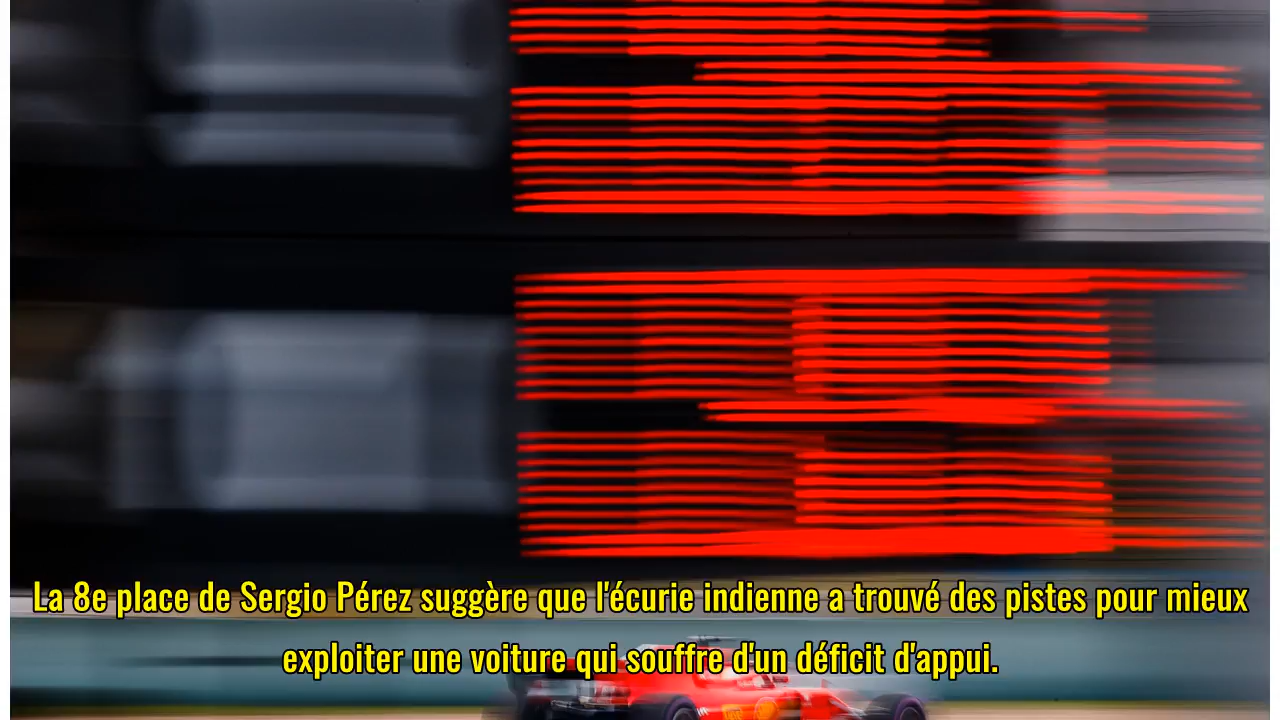 La 8e place de Sergio Pérez suggère que l'écurie indienne a trouvé des pistes pour mieux
exploiter une voiture qui souffre d'un déficit d'appui.